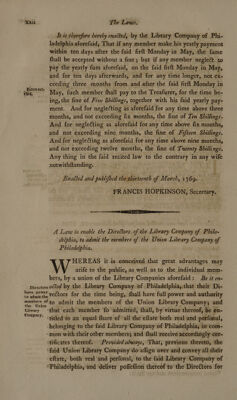 xxii The Laws.
It is therefore hereby enacted, by the Library Company of Phi-
ladelphia aforesaid, That if any member make his yearly payment
within ten days after the said first Monday in May, the same
shall be accepted without a fine; but if any member neglect to
pay the yearly sum aforesaid, on the said first Monday in May,
and for ten days afterwards, and for any time longer, not ex-
ceeding three months from and after the said first Monday in
May, such member shall pay to the Treasurer, for the time be-
ing, the fine of Five Shillings, together with his said yearly pay-
ment. And for neglecting as aforesaid for any time above three
months, and not exceeding six months, the fine of Ten Shillings.
And for neglecting as aforesaid for any time above six months,
and not exceeding nine months, the fine of Fifteen Shillings.
And for neglecting as aforesaid for any time above nine months,
and not exceeding twelve months, the fine of Twenty Shillings.
Any thing in the said recited law to the contrary in any wise
notwithstanding.
Enacted and published the thirteenth of March, 1769.
FRANCIS HOPKINSON, Secretary.
A Law to enable the Directors of the Library Company of Phila-
delphia, to admit the members of the Union Library Company of
Philadelphia.
WHEREAS it is conceived that great advantages may
arise to the public, as well as to the individual mem-
bers, by a union of the Library Companies aforesaid: Be it en-
acted by the Library Company of Philadelphia, that their Di-
rectors for the time being, shall have full power and authority
to admit the members of the Union Library Company; and
that each member so admitted, shall, by virtue thereof, be en-
titled to an equal share of all the estate both real and personal,
belonging to the said Library Company of Philadelphia, in com-
mon with their other members; and shall receive accordingly cer-
tificates thereof. Provided always, That, previous thereto, the
said Union Library Company do assign over and convey all their
estate, both real and personal, to the said Library Company of
Philadelphia, and deliver possession thereof to the Directors for
Directors
have power
to admit the
members of
the Union
Library
Company.